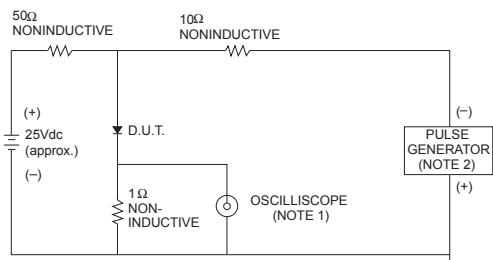 50Ω
NONINDUCTIVE
10Ω
NONINDUCTIVE
(+)
25Vdc
(approx.)
(−)
D.U.T.
1Ω
NON-
INDUCTIVE
OSCILLISCOPE
(NOTE 1)
(−)
PULSE
GENERATOR
(NOTE 2)
(+)